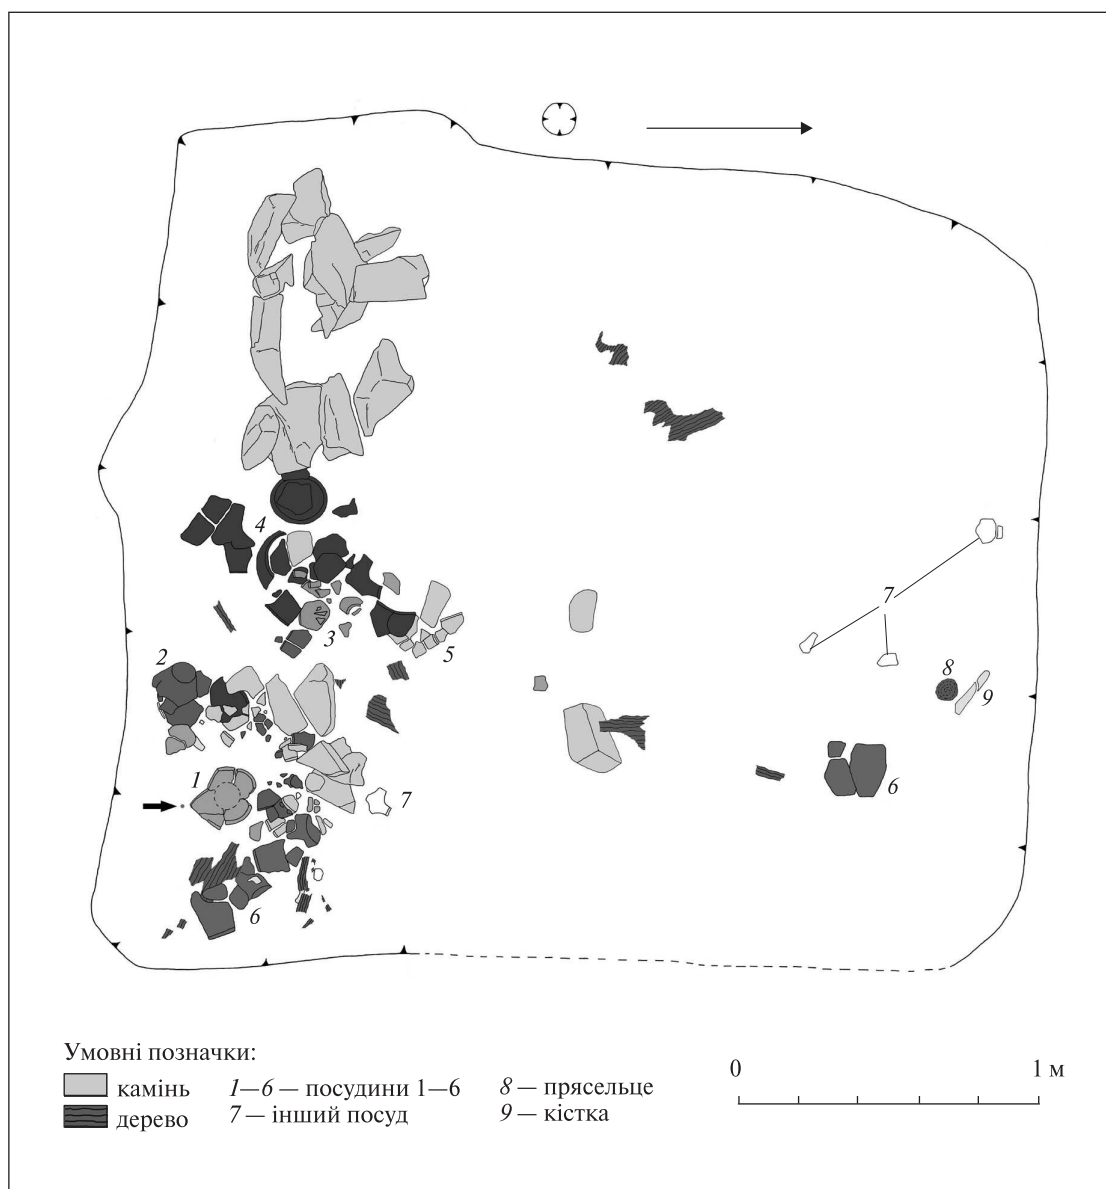 4
3
5
2
7
8
9
1
7
6
6
Умовні позначки:
камінь 1—6 — посудини 1—6 8 — прясельце
дерево 7 — інший посуд 9 — кістка
0 1 м